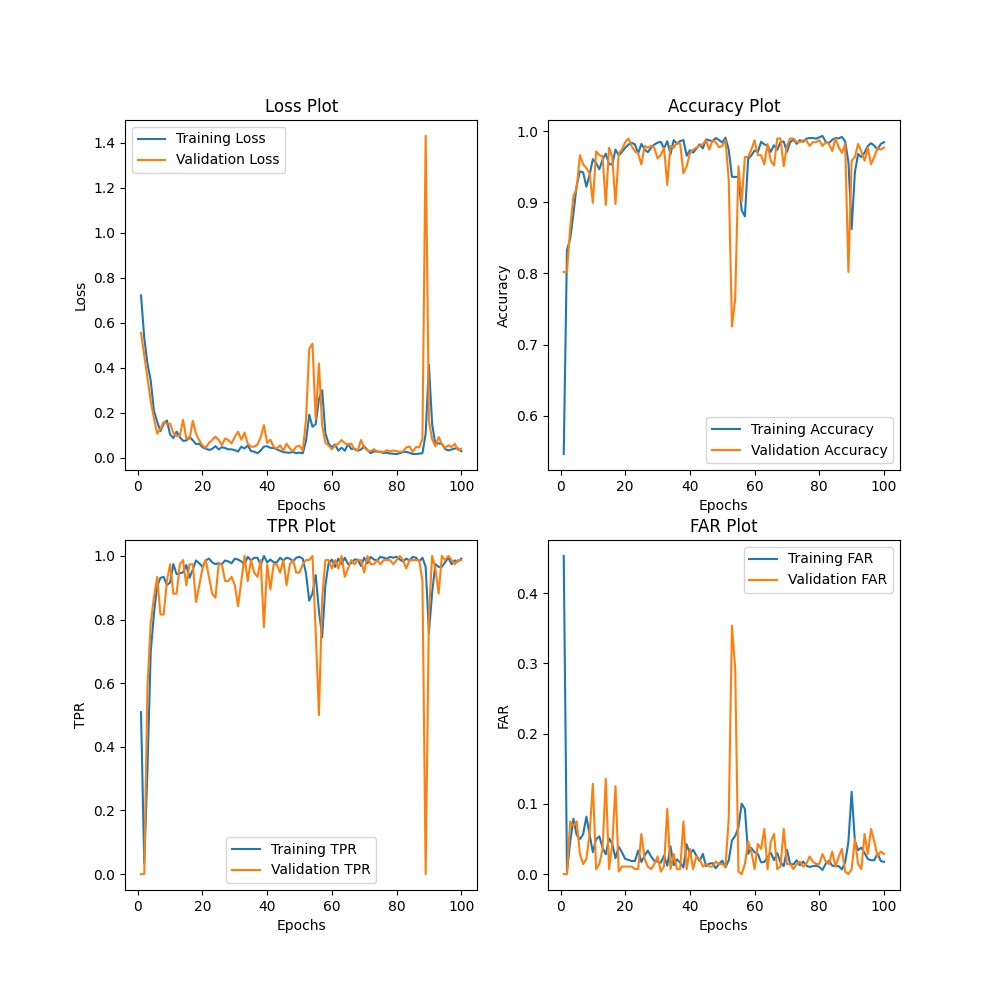 Loss Plot
Training Loss
Validation Loss
1.4
1.2
1.0
0.8
0.6
0.4
0.2
0.0
Loss
0 20 40 60 80 100
Epochs
Accuracy Plot
1.0
0.9
0.8
0.7
0.6
Accuracy
Training Accuracy
Validation Accuracy
0 20 40 60 80 100
Epochs
TPR Plot
1.0
0.8
0.6
0.4
0.2
0.0
TPR
Training TPR
Validation TPR
0 20 40 60 80 100
Epochs
FAR Plot
Training FAR
Validation FAR
0.4
0.3
0.2
0.1
0.0
FAR
0 20 40 60 80 100
Epochs